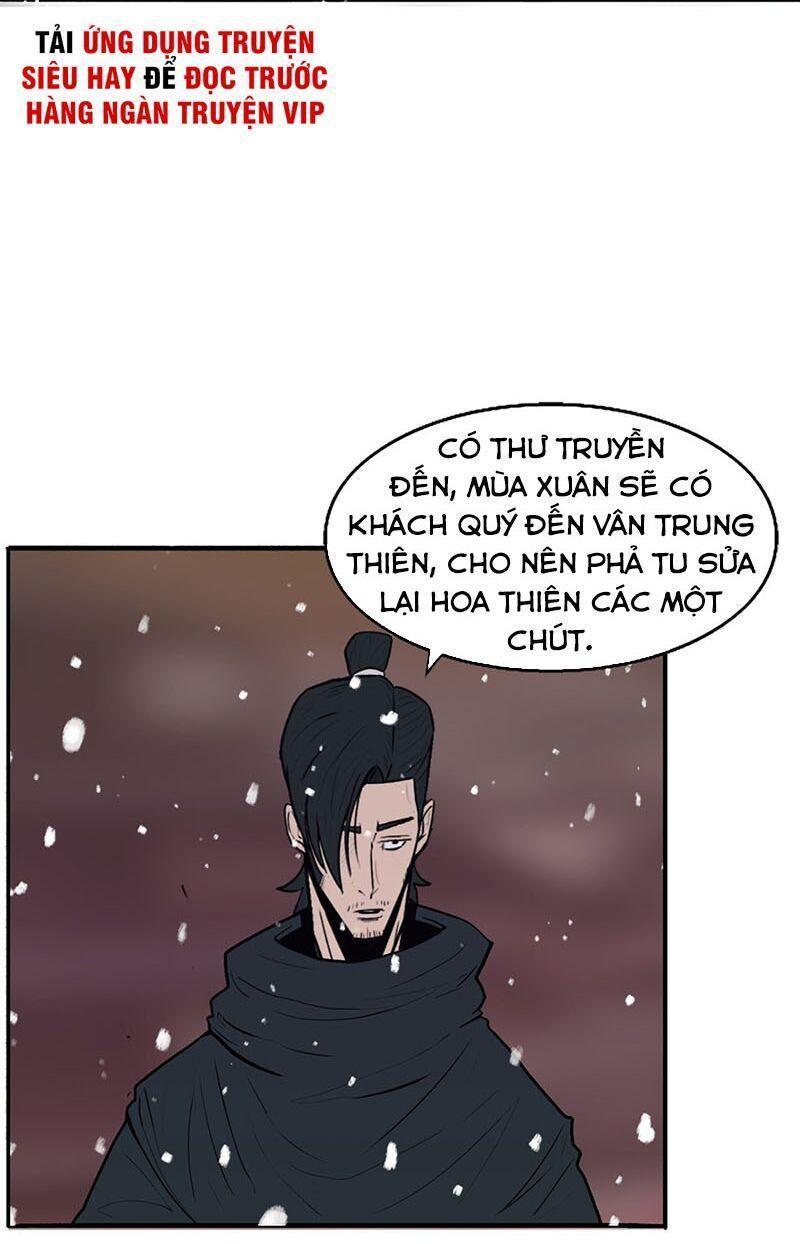 TẢI ỨNG DỤNG TRUYỆN
SIÊU HAY ĐỂ ĐỌC TRƯỚC
HÀNG NGÀN TRUYỆN VIP
CÓ THƯ TRUYỀN
ĐẾN, MÙA XUÂN SẼ CÓ
KHÁCH QUÝ ĐẾN VÂN TRUNG
THIÊN, CHO NÊN PHẢ TU SỬA
LẠI HOA THIÊN CÁC MỘT
CHÚT.